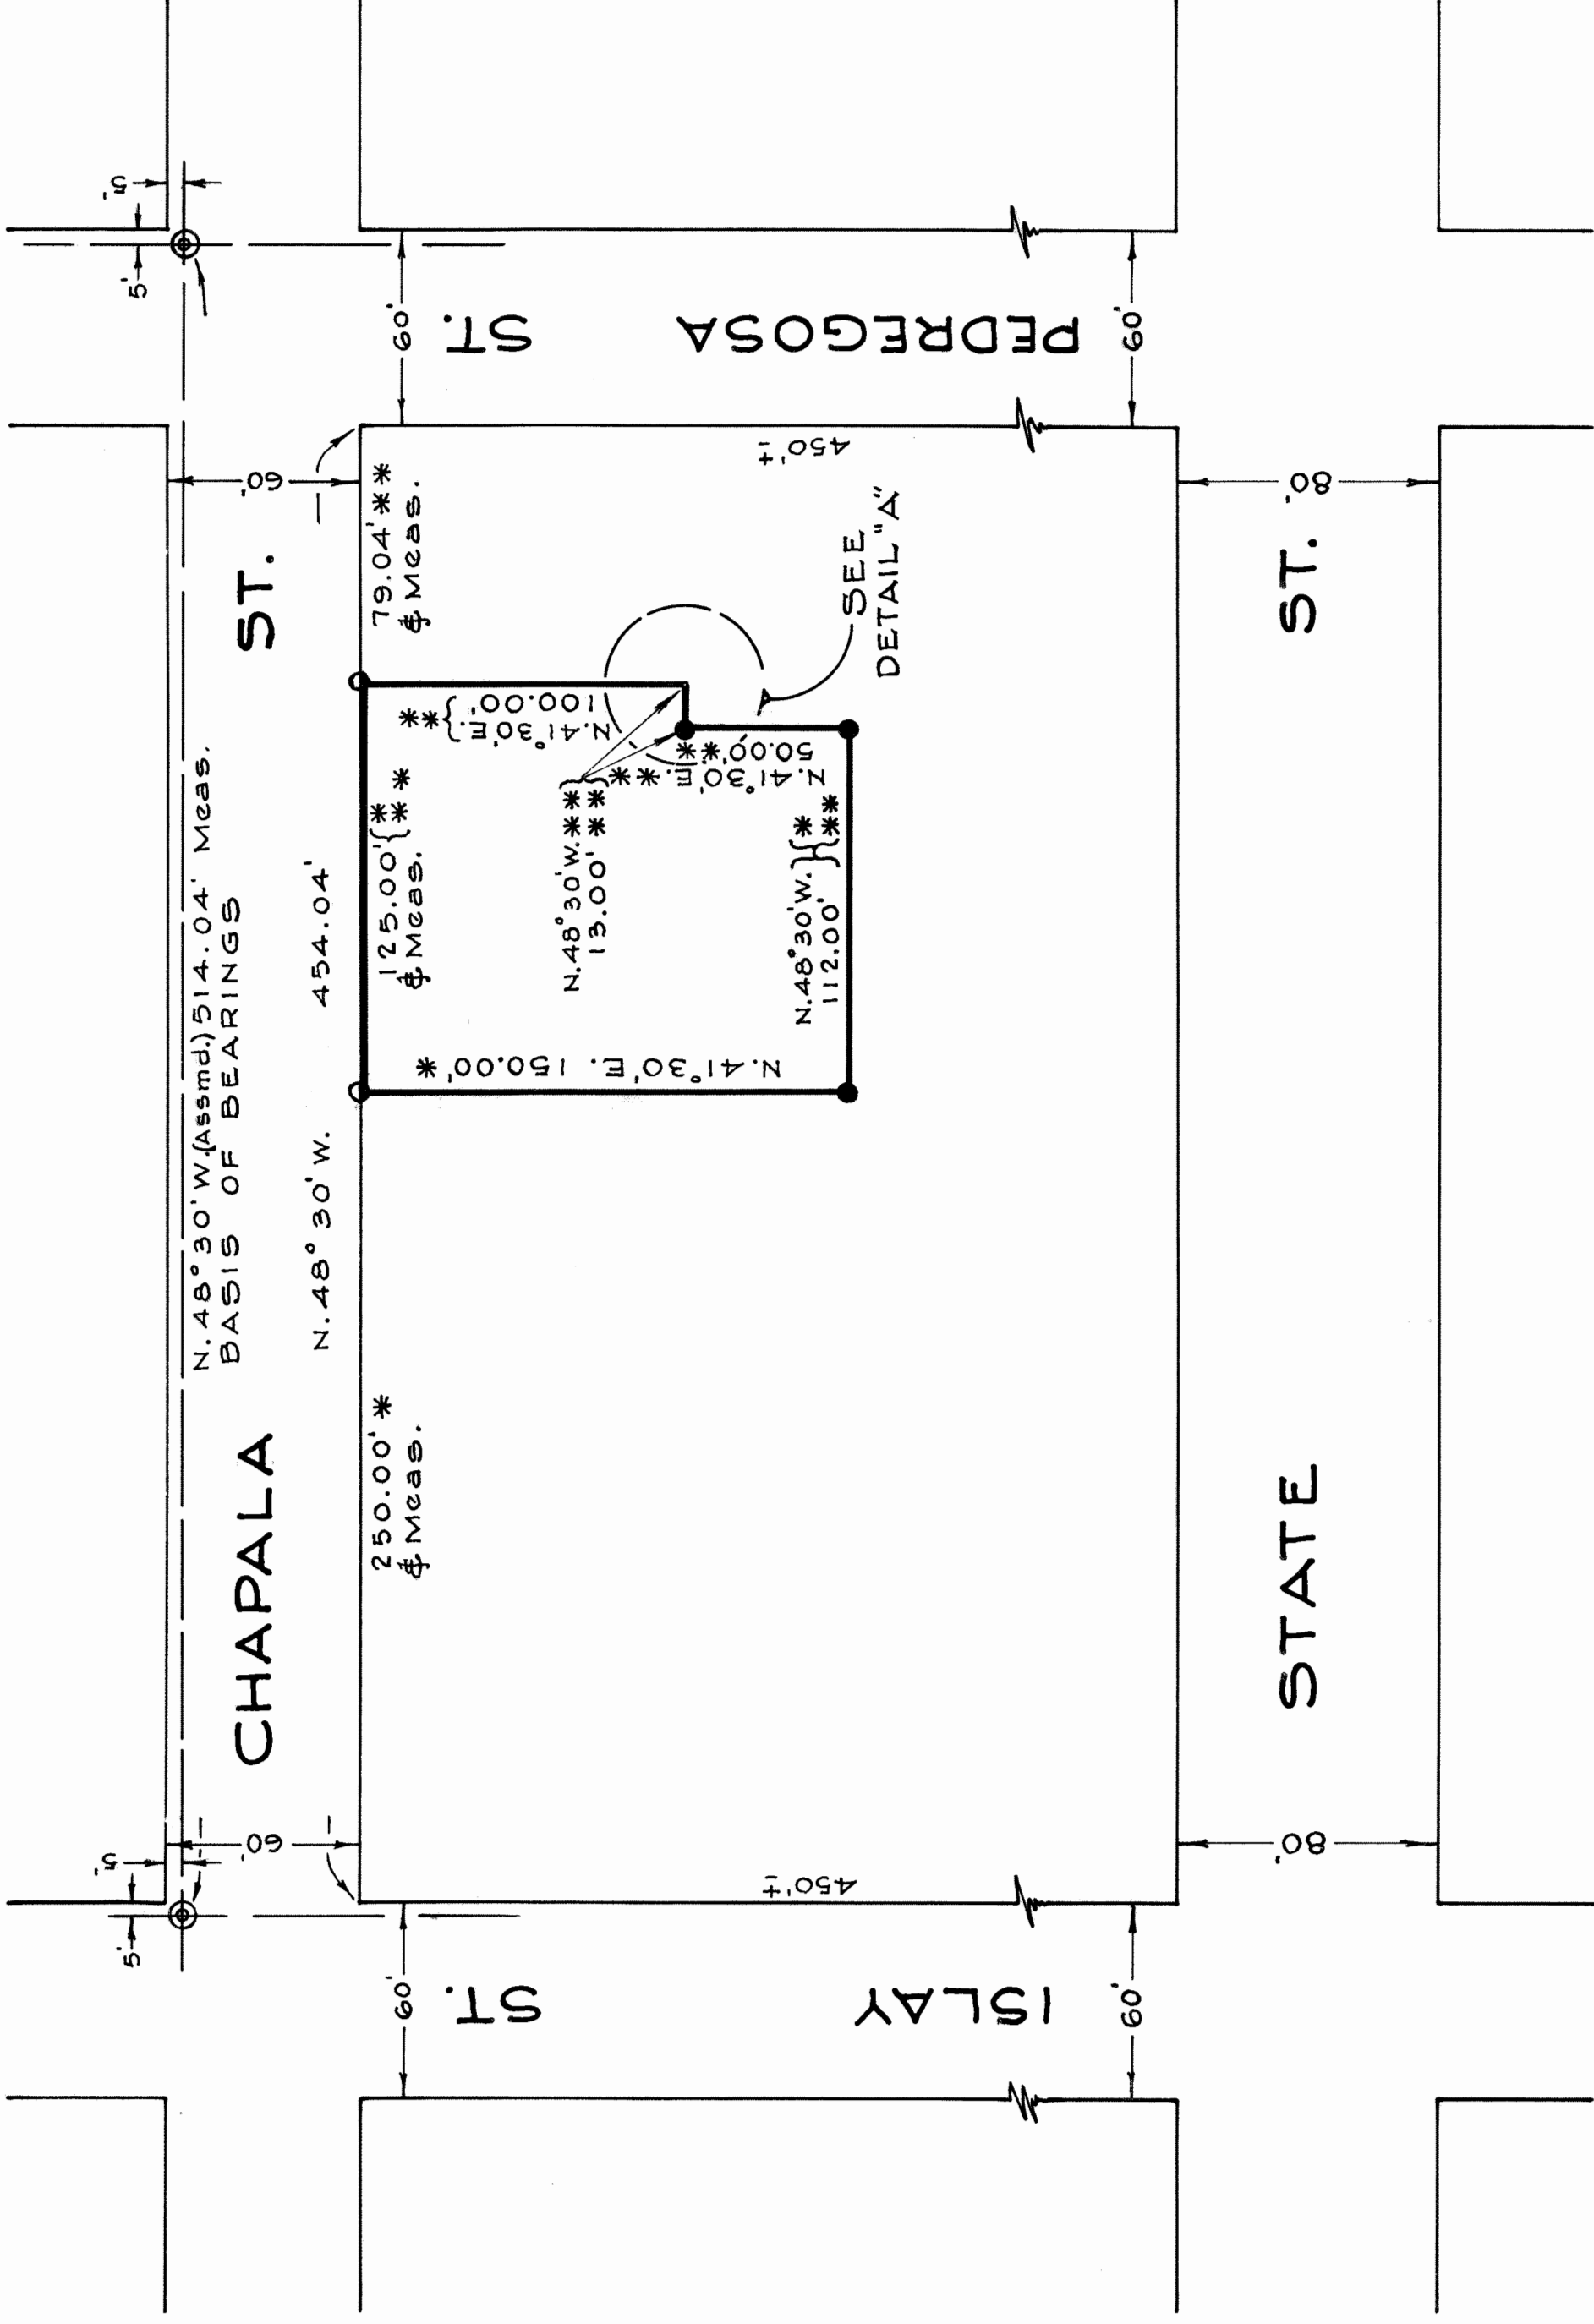 CHAPALA ST.
N.48°30'W.(Assmd.) 514.04' Meas.
BASIS OF BEARINGS
N.48°30'W. 454.04'
5'
5'
60'
5'
5'
60'
250.00' *
& Meas.
125.00' { * * *
& Meas.
79.04' * *
& Meas.
N.41°30'E. } * *
100.00'
N.48°30'W. * *
13.00' * *
N.41°30'E. * *
50.00' * *
N.48°30'W. } { *
112.00' } { * *
N.41°30'E. 150.00' *
SEE
DETAIL "A"
450'±
450'±
PEDREGOSA ST.
60'
60'
ISLAY ST.
60'
60'
STATE ST.
80'
80'